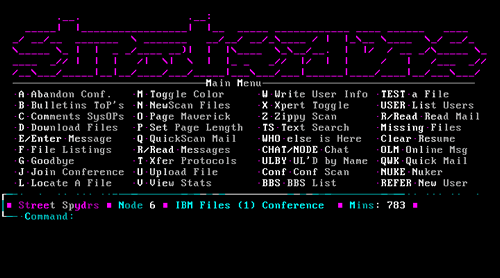 Main Menu
A Abandon Conf. M Toggle Color W Write User Info TEST a File
B Bulletins ToP's N NewScan Files X Xpert Toggle USER List Users
C Comments SysOPs O Page Maverick Z Zippy Scan R/Read Read Mail
D Download Files P Set Page Length TS Text Search Missing Files
E/Enter Message Q QuickScan Mail WHO else is Here Clear Resume
F File Listings R/Read Messages CHAT/NODE Chat OLM Online Msg
G Goodbye T Xfer Protocols ULBY UL'D by Name QWK Quick Mail
J Join Conference U Upload File Conf Conf Scan NUKE Nuker
L Locate A File V View Stats BBS BBS List REFER New User
Street Spydrs Node 6 IBM Files (1) Conference Mins: 783
Command: